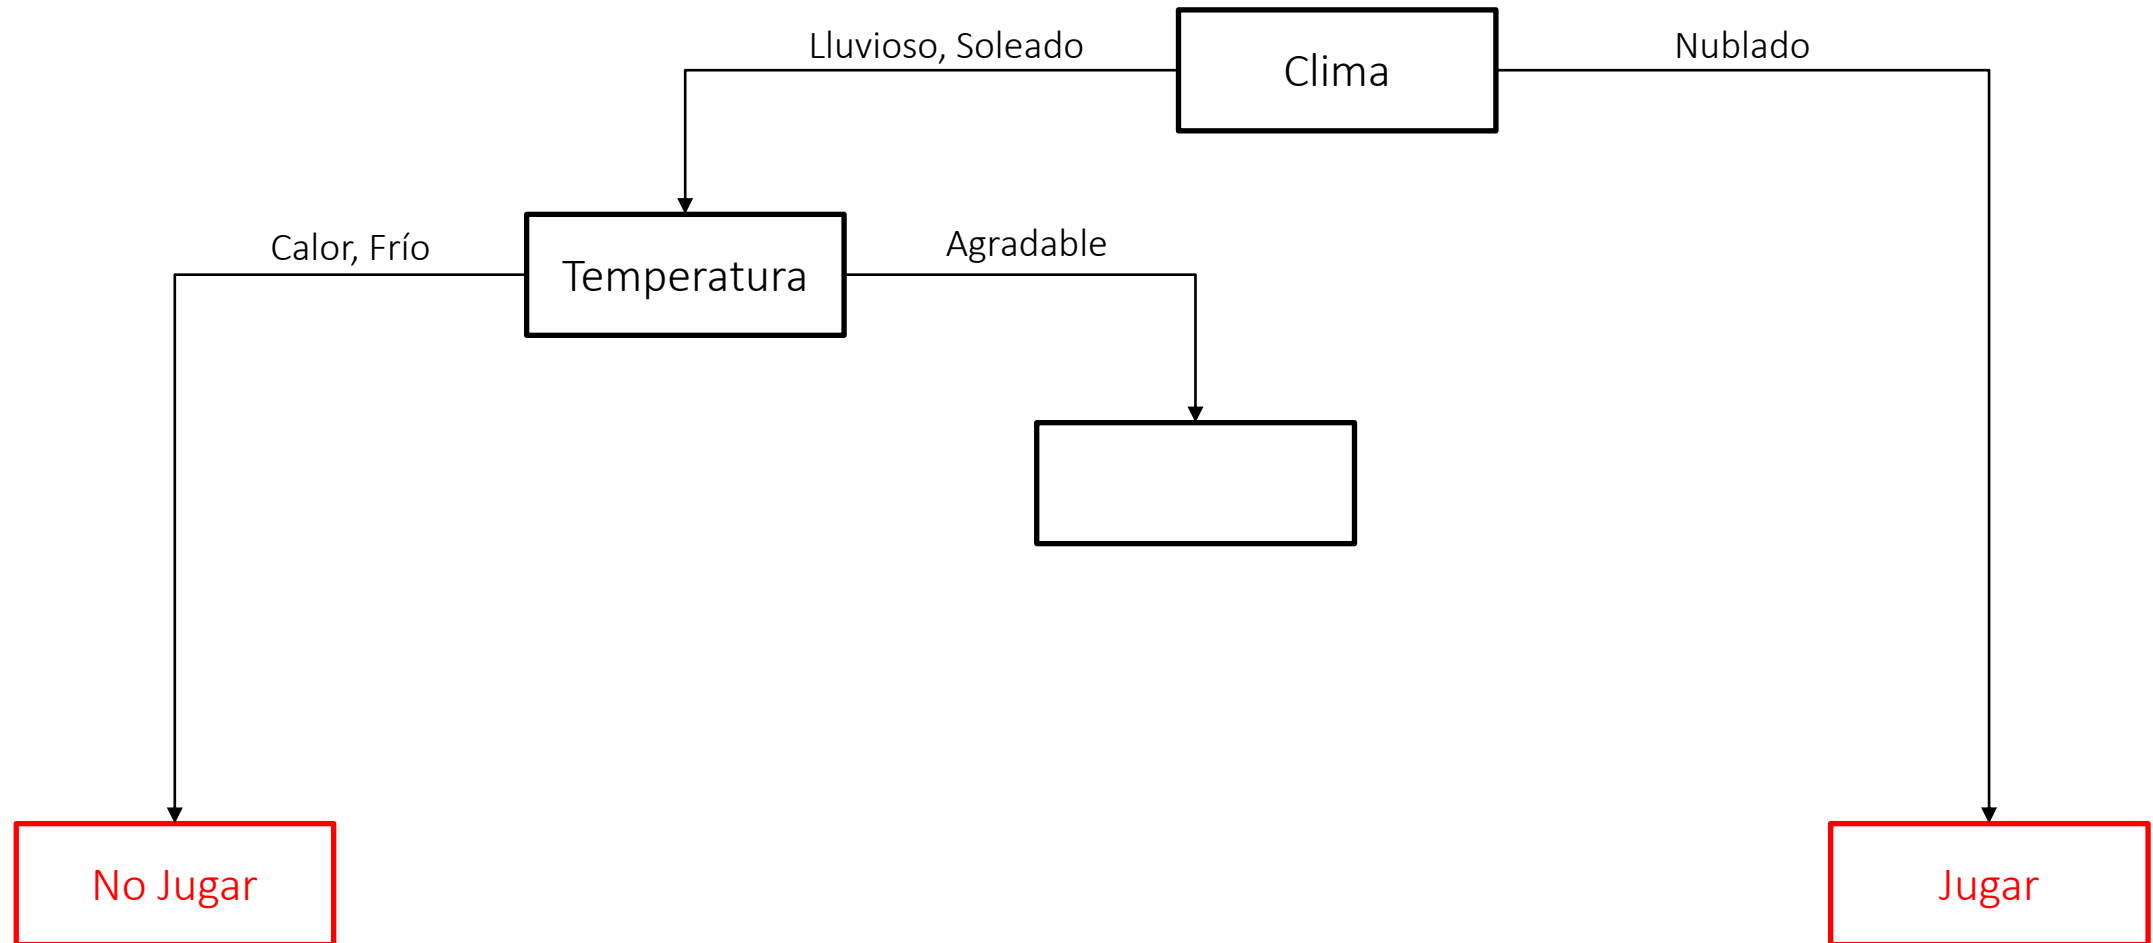 Lluvioso, Soleado
Clima
Nublado
Calor, Frío
Temperatura
Agradable
No Jugar
Jugar